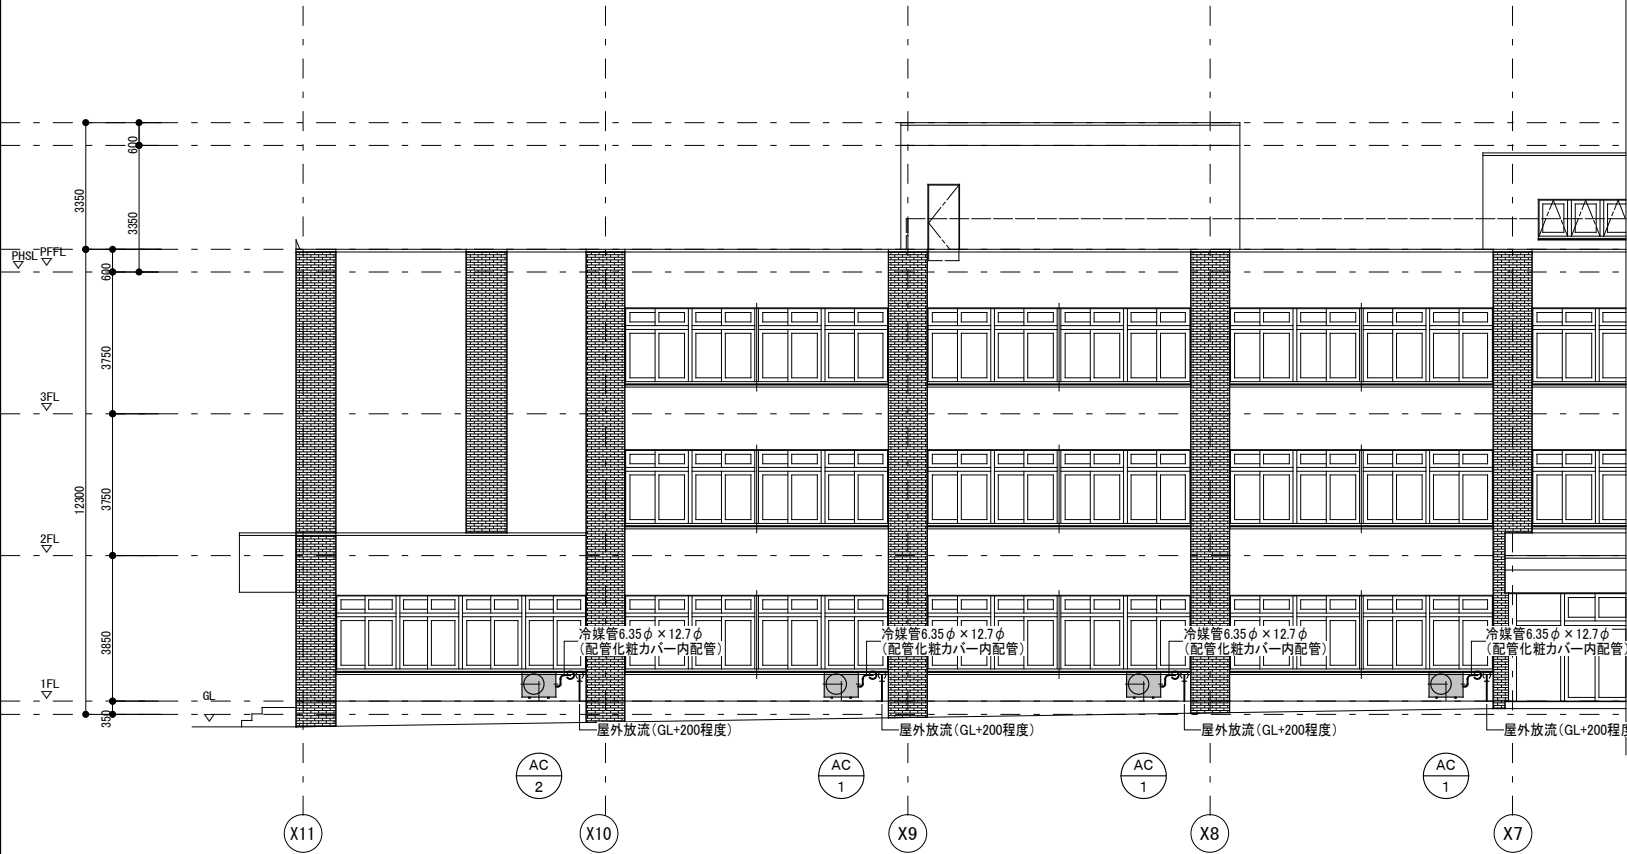 600
3350
3350
PHSL PFFL
600
3750
3FL
12300
3750
2FL
3850
1FL
GL
350
冷媒管6.35φ×12.7φ
(配管化粧カバー内配管)
冷媒管6.35φ×12.7φ
(配管化粧カバー内配管)
冷媒管6.35φ×12.7φ
(配管化粧カバー内配管)
冷媒管6.35φ×12.7φ
(配管化粧カバー内配管)
屋外放流(GL+200程度)
屋外放流(GL+200程度)
屋外放流(GL+200程度)
屋外放流(GL+200程度
AC
2
AC
1
AC
1
AC
1
X11
X10
X9
X8
X7